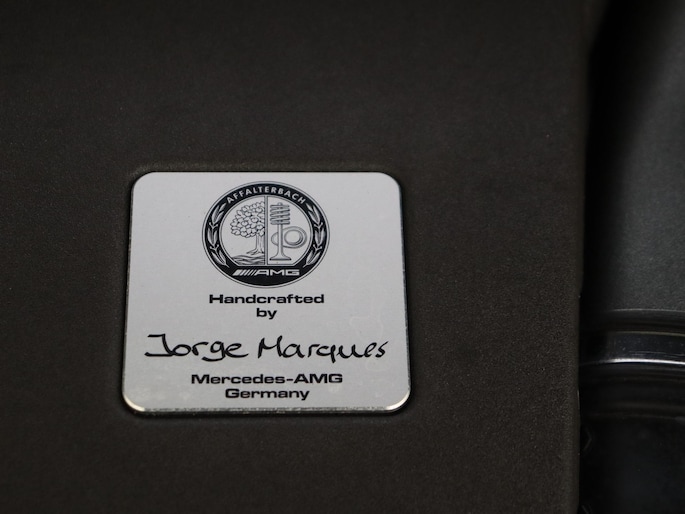 AFFALTERBACH
AMG
Handcrafted
by
Jorge Marques
Mercedes-AMG
Germany